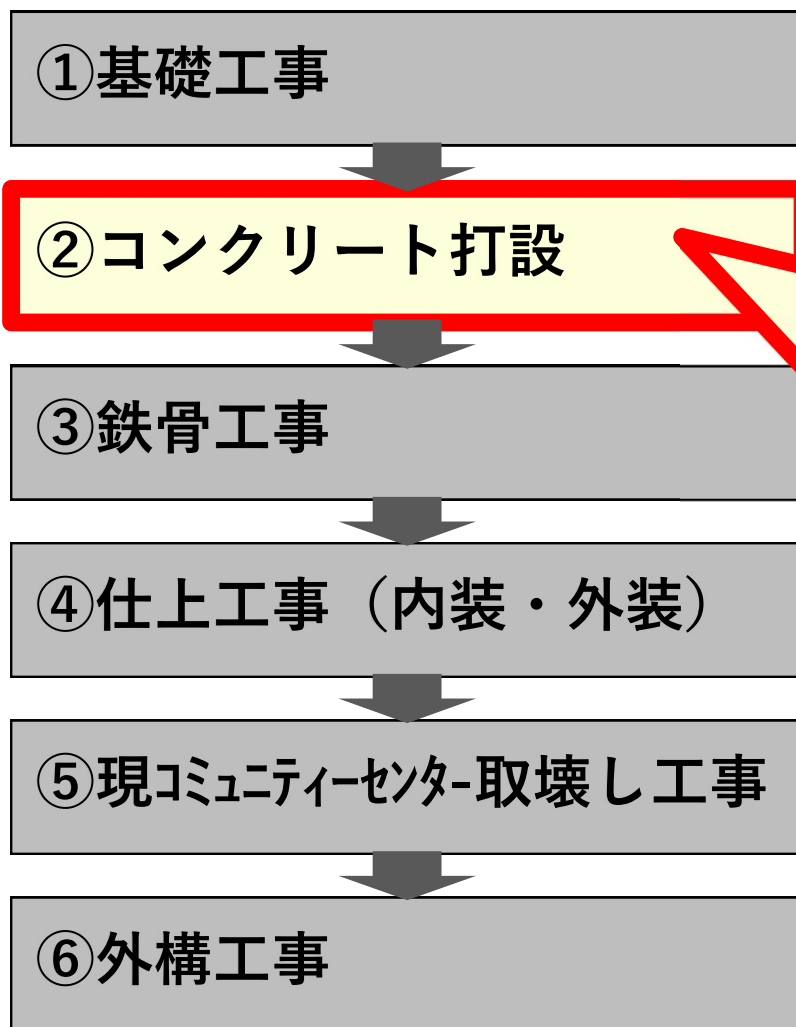 ①基礎工事
②コンクリート打設
③鉄骨工事
④仕上工事（内装・外装）
⑤現ｺﾐｭﾆﾃｨｰｾﾝﾀ-取壊し工事
⑥外構工事